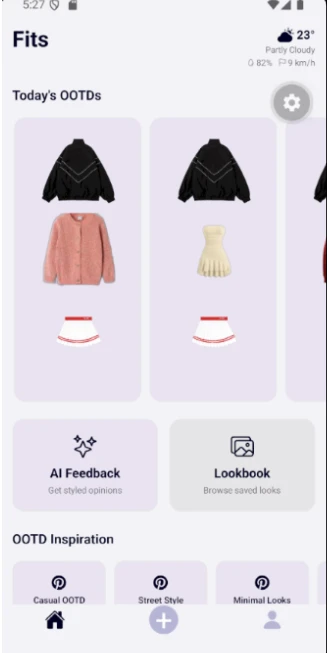 5:27
Fits
23°
Partly Cloudy
82% 9 km/h
Today's OOTDs
AI Feedback
Get styled opinions
Lookbook
Browse saved looks
OOTD Inspiration
Casual OOTD
Street Style
Minimal Looks